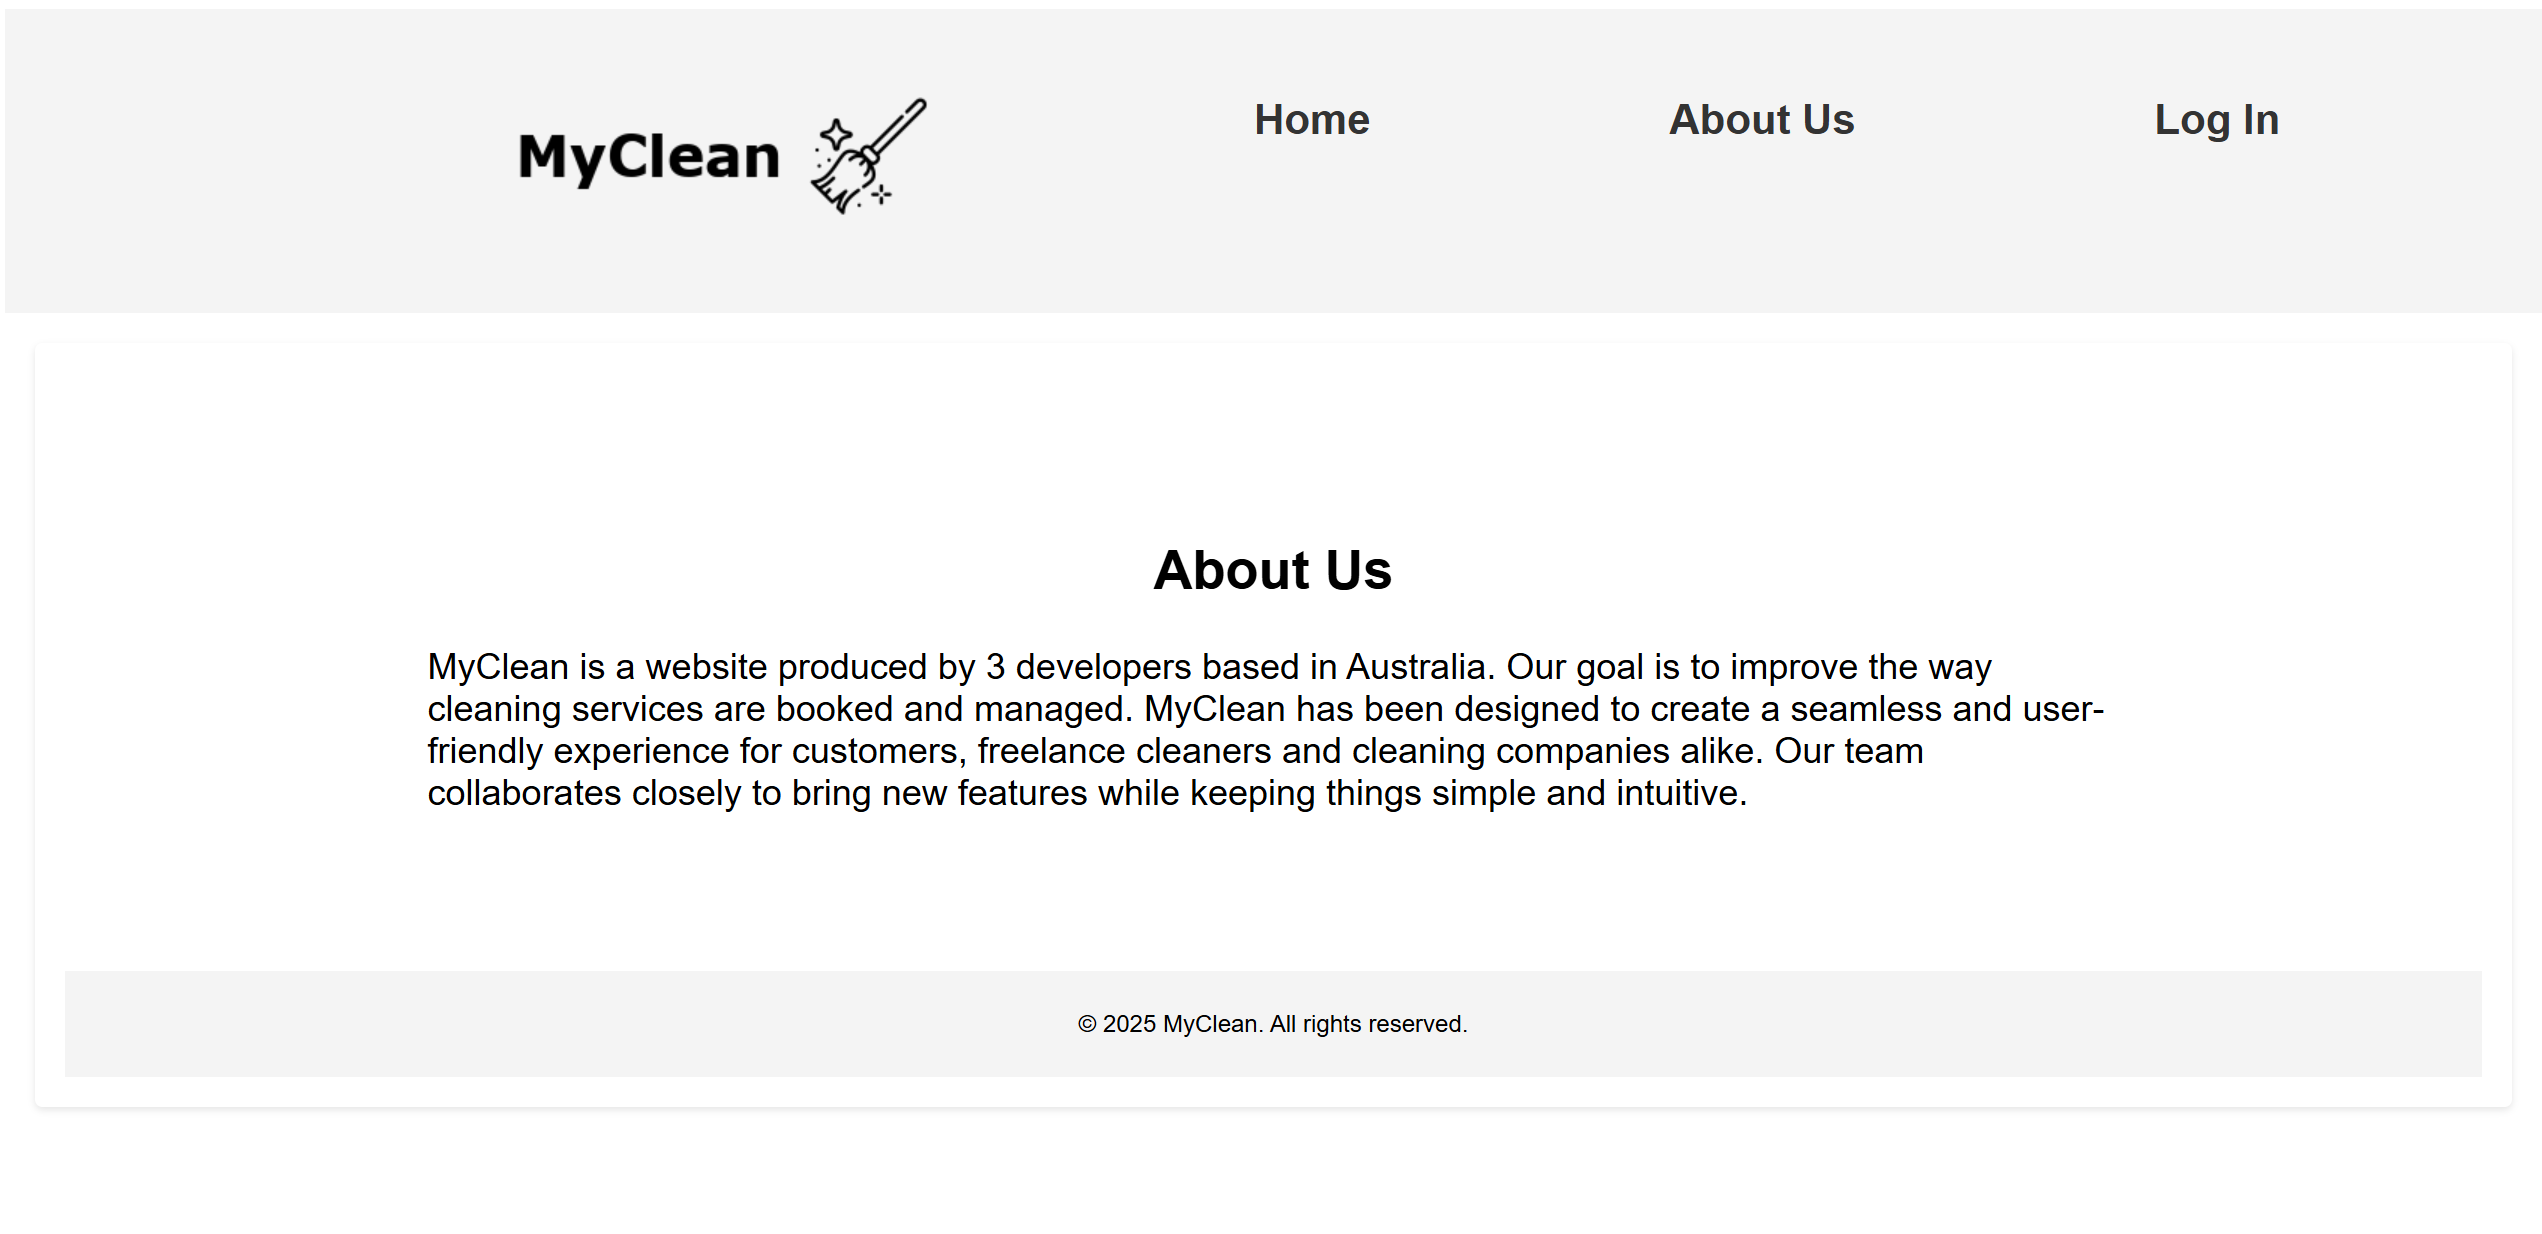 MyClean
Home
About Us
Log In
About Us
MyClean is a website produced by 3 developers based in Australia. Our goal is to improve the way
cleaning services are booked and managed. MyClean has been designed to create a seamless and user-
friendly experience for customers, freelance cleaners and cleaning companies alike. Our team
collaborates closely to bring new features while keeping things simple and intuitive.
© 2025 MyClean. All rights reserved.